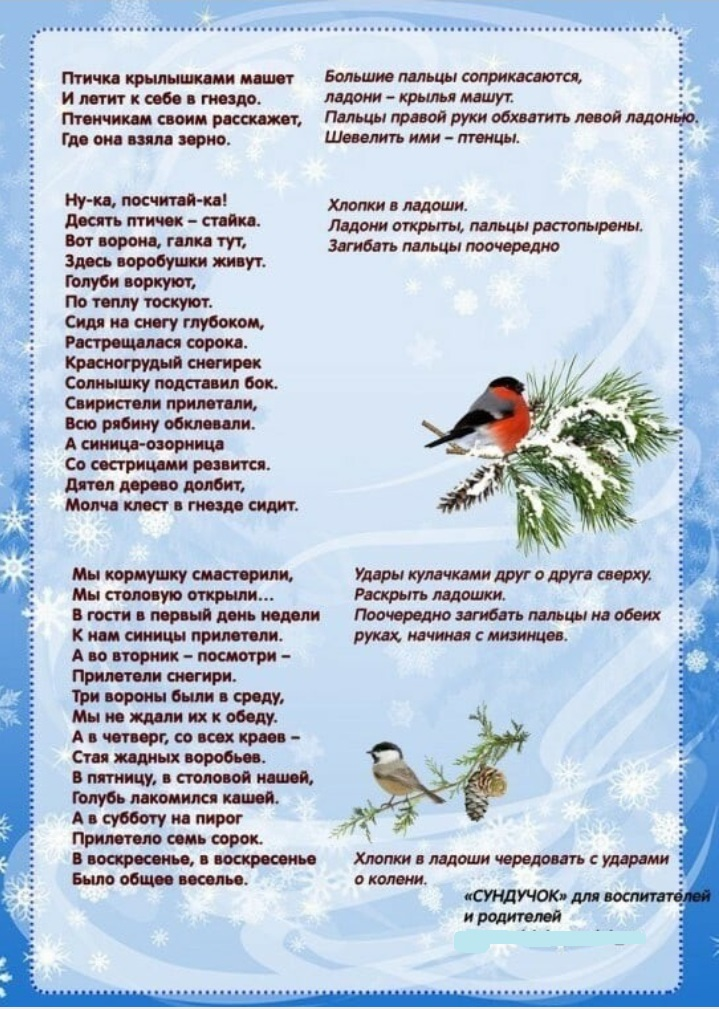 Птичка крылышками машет
И летит к себе в гнездо.
Птенчикам своим расскажет,
Где она взяла зерно.
Большие пальцы соприкасаются,
ладони – крылья машут.
Пальцы правой руки обхватить левой ладонью.
Шевелить ими – птенцы.
Ну-ка, посчитай-ка!
Десять птичек – стайка.
Вот ворона, галка тут,
Здесь воробушки живут.
Голуби воркуют,
По теплу тоскуют.
Сидя на снегу глубоком,
Растрещалася сорока.
Красногрудый снегирек
Солнышку подставил бок.
Свиристели прилетали,
Всю рябину обклевали.
А синица-озорница
Со сестрицами резвится.
Дятел дерево долбит,
Молча клест в гнезде сидит.
Хлопки в ладоши.
Ладони открыты, пальцы растопырены.
Загибать пальцы поочередно
Мы кормушку смастерили,
Мы столовую открыли...
В гости в первый день недели
К нам синицы прилетели.
А во вторник – посмотри –
Прилетели снегири.
Три вороны были в среду,
Мы не ждали их к обеду.
А в четверг, со всех краев –
Стая жадных воробьев.
В пятницу, в столовой нашей,
Голубь лакомился кашей.
А в субботу на пирог
Прилетело семь сорок.
В воскресенье, в воскресенье
Было общее веселье.
Удары кулачками друг о друга сверху.
Раскрыть ладошки.
Поочередно загибать пальцы на обеих
руках, начиная с мизинцев.
Хлопки в ладоши чередовать с ударами
о колени.
«СУНДУЧОК» для воспитателей
и родителей